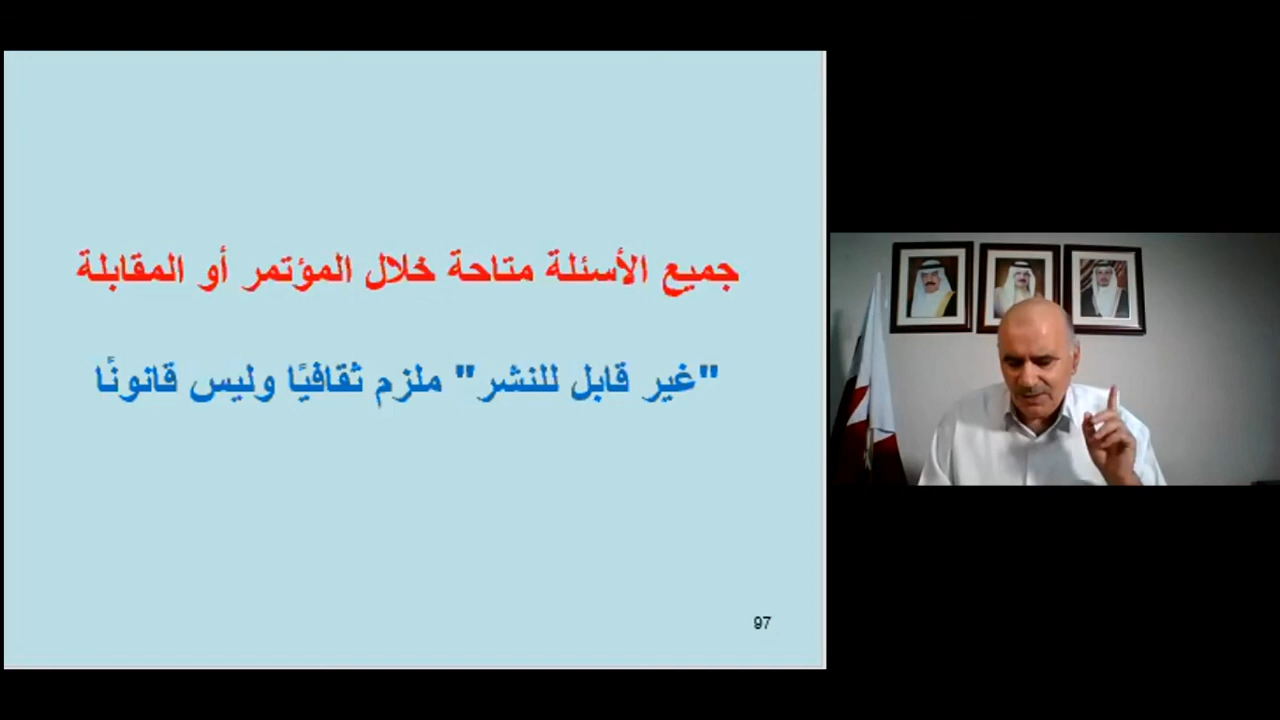 جميع الأسئلة متاحة خلال المؤتمر أو المقابلة
"غير قابل للنشر" ملزم ثقافيًا وليس قانونًا
97